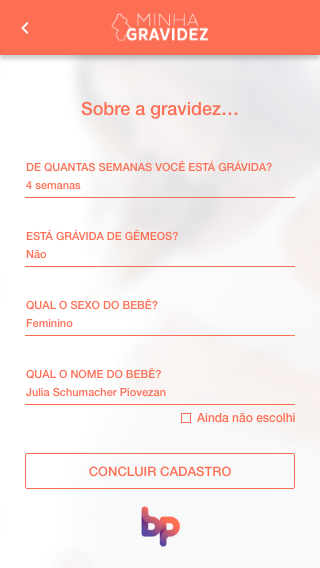 MINHA
GRAVIDEZ
Sobre a gravidez...
DE QUANTAS SEMANAS VOCÊ ESTÁ GRÁVIDA?
4 semanas
ESTÁ GRÁVIDA DE GÊMEOS?
Não
QUAL O SEXO DO BEBÊ?
Feminino
QUAL O NOME DO BEBÊ?
Julia Schumacher Piovezan
Ainda não escolhi
CONCLUIR CADASTRO
bp